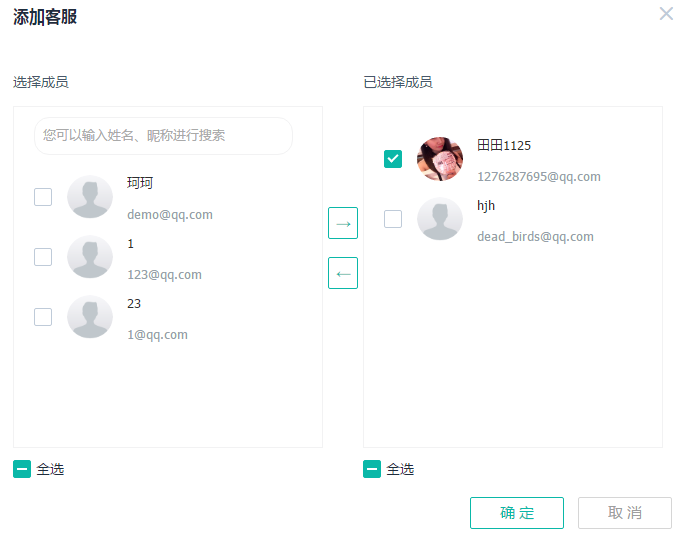 添加客服
选择成员
已选择成员
您可以输入姓名、昵称进行搜索
珂珂
demo@qq.com
1
123@qq.com
23
1@qq.com
→
←
田田1125
1276287695@qq.com
hjh
dead_birds@qq.com
全选
全选
确 定
取 消